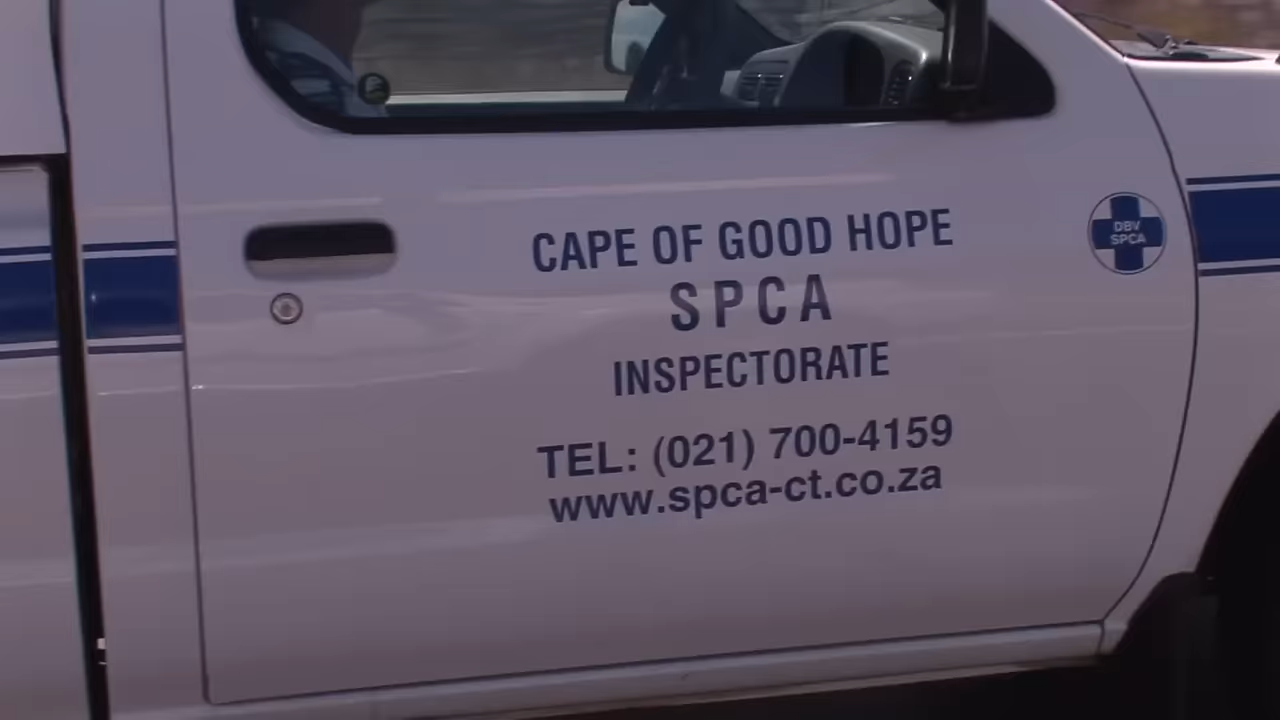 CAPE OF GOOD HOPE
SPCA
INSPECTORATE
TEL: (021) 700-4159
www.spca-ct.co.za
DBV
SPCA